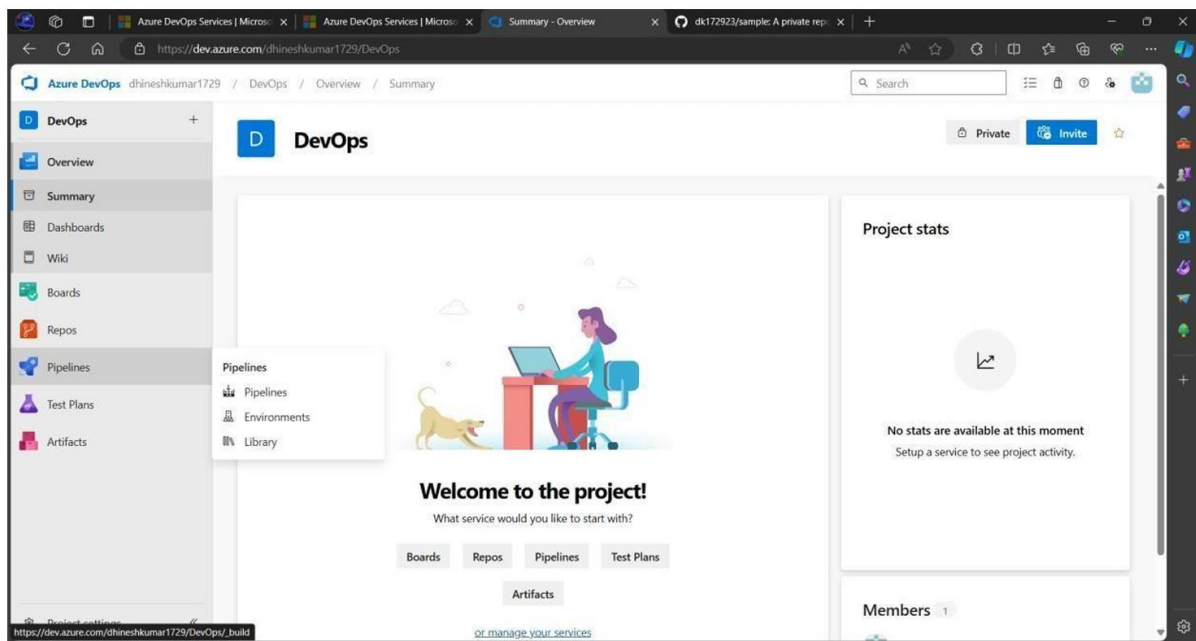 Azure DevOps Services | Microso
Azure DevOps Services | Microso
Summary - Overview
dk172923/sample: A private repo
https://dev.azure.com/dhineshkumar1729/DevOps
Azure DevOps dhineshkumar1729 / DevOps / Overview / Summary
Search
D DevOps
Overview
Summary
Dashboards
Wiki
Boards
Repos
Pipelines
Test Plans
Artifacts
Project settings
https://dev.azure.com/dhineshkumar1729/DevOps/_build
Pipelines
Pipelines
Environments
Library
D DevOps
Private
Invite
Welcome to the project!
What service would you like to start with?
Boards Repos Pipelines Test Plans
Artifacts
or manage your services
Project stats
No stats are available at this moment
Setup a service to see project activity.
Members 1